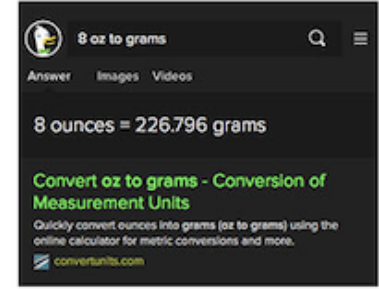 8 oz to grams
Answer Images Videos
8 ounces = 226.796 grams
Convert oz to grams - Conversion of
Measurement Units
Quickly convert ounces into grams (oz to grams) using the
online calculator for metric conversions and more.
convertunits.com